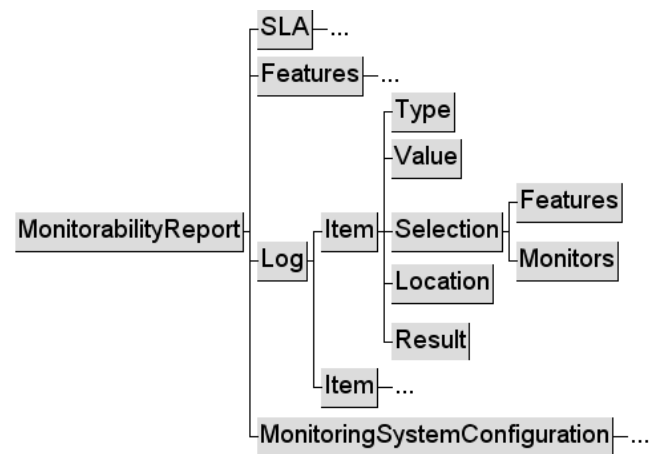 SLA ...
Features ...
Type
Value
MonitorabilityReport
Log
Item
Selection
Features
Monitors
Location
Result
Item ...
MonitoringSystemConfiguration ...